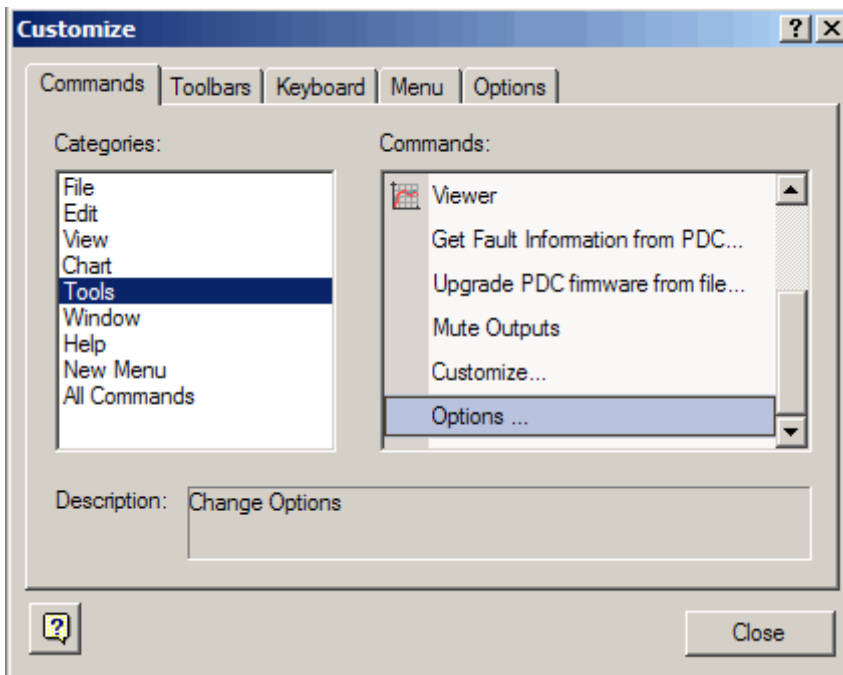 Customize
Commands Toolbars Keyboard Menu Options
Categories:
File
Edit
View
Chart
Tools
Window
Help
New Menu
All Commands
Commands:
Viewer
Get Fault Information from PDC...
Upgrade PDC firmware from file...
Mute Outputs
Customize...
Options ...
Description: Change Options
Close